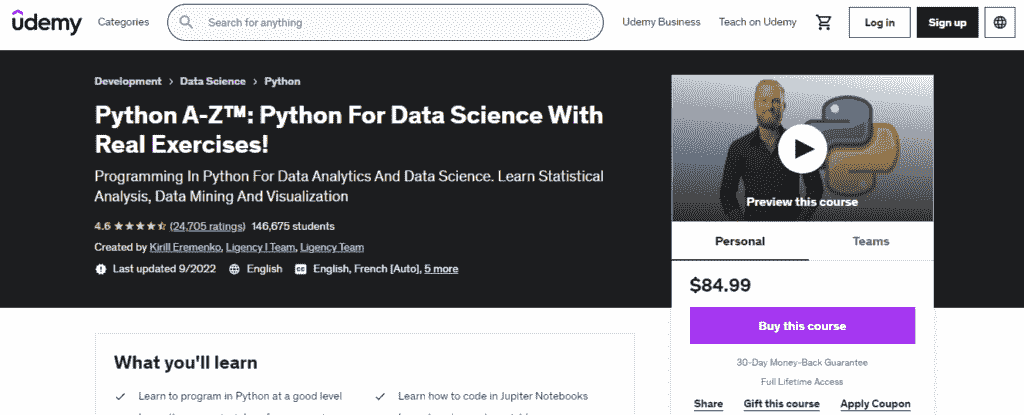 udemy Categories Search for anything Udemy Business Teach on Udemy Log in Sign up
Development > Data Science > Python
Python A-Z™: Python For Data Science With
Real Exercises!
Programming In Python For Data Analytics And Data Science. Learn Statistical
Analysis, Data Mining And Visualization
4.6 (24,705 ratings) 146,675 students
Created by Kirill Eremenko, Ligency I Team, Ligency Team
Last updated 9/2022 English CC English, French [Auto], 5 more
Preview this course
Personal Teams
$84.99
Buy this course
30-Day Money-Back Guarantee
Full Lifetime Access
Share Gift this course Apply Coupon
What you'll learn
Learn to program in Python at a good level
Learn how to code in Jupiter Notebooks